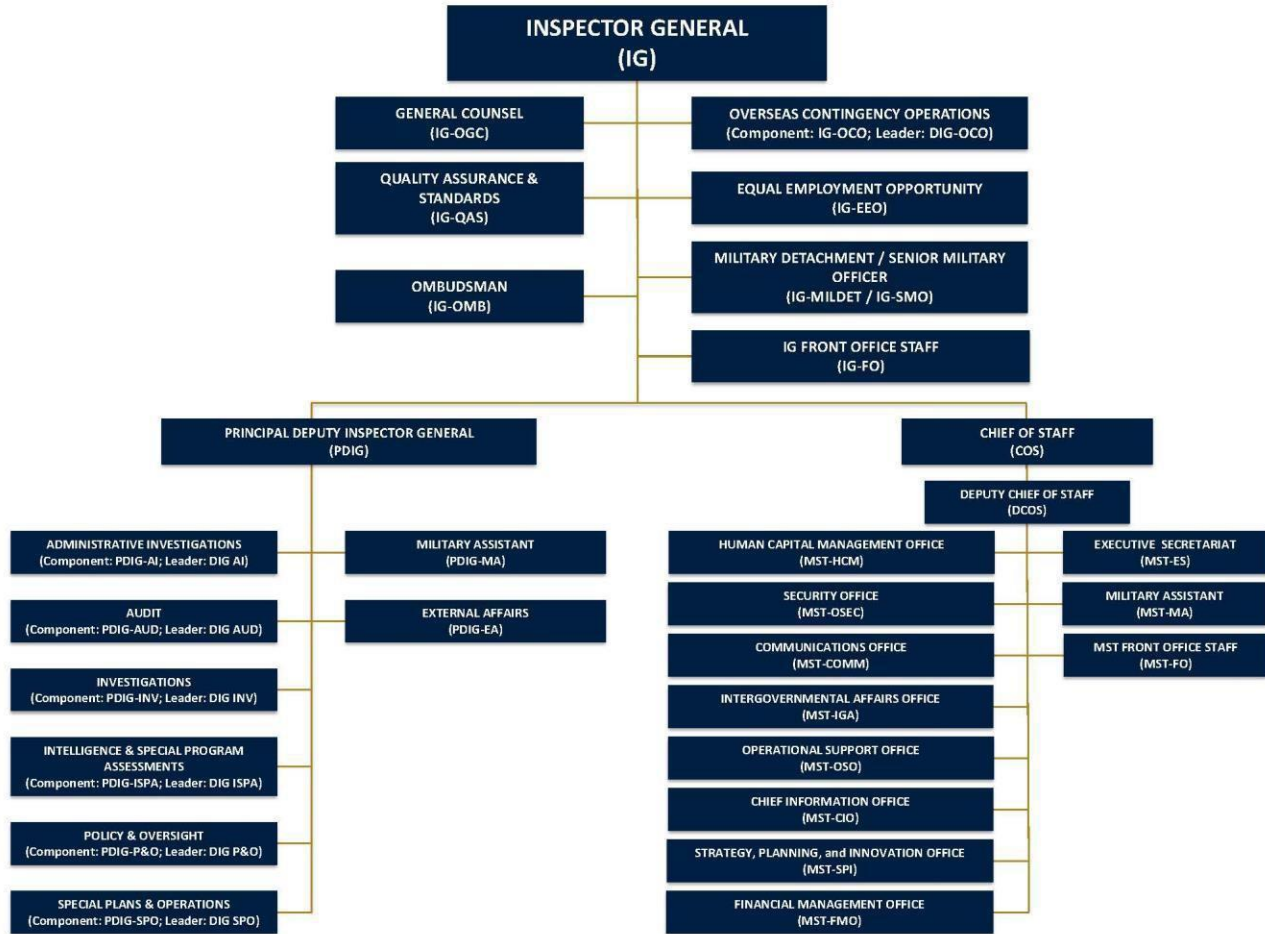 INSPECTOR GENERAL
(IG)
GENERAL COUNSEL
(IG-OGC)
OVERSEAS CONTINGENCY OPERATIONS
(Component: IG-OCO; Leader: DIG-OCO)
QUALITY ASSURANCE &
STANDARDS
(IG-QAS)
EQUAL EMPLOYMENT OPPORTUNITY
(IG-EEO)
OMBUDSMAN
(IG-OMB)
MILITARY DETACHMENT / SENIOR MILITARY
OFFICER
(IG-MILDET / IG-SMO)
IG FRONT OFFICE STAFF
(IG-FO)
PRINCIPAL DEPUTY INSPECTOR GENERAL
(PDIG)
ADMINISTRATIVE INVESTIGATIONS
(Component: PDIG-AI; Leader: DIG AI)
MILITARY ASSISTANT
(PDIG-MA)
AUDIT
(Component: PDIG-AUD; Leader: DIG AUD)
EXTERNAL AFFAIRS
(PDIG-EA)
INVESTIGATIONS
(Component: PDIG-INV; Leader: DIG INV)
INTELLIGENCE & SPECIAL PROGRAM
ASSESSMENTS
(Component: PDIG-ISPA; Leader: DIG ISPA)
POLICY & OVERSIGHT
(Component: PDIG-P&O; Leader: DIG P&O)
SPECIAL PLANS & OPERATIONS
(Component: PDIG-SPO; Leader: DIG SPO)
CHIEF OF STAFF
(COS)
DEPUTY CHIEF OF STAFF
(DCOS)
HUMAN CAPITAL MANAGEMENT OFFICE
(MST-HCM)
EXECUTIVE SECRETARIAT
(MST-ES)
SECURITY OFFICE
(MST-OSEC)
MILITARY ASSISTANT
(MST-MA)
COMMUNICATIONS OFFICE
(MST-COMM)
MST FRONT OFFICE STAFF
(MST-FO)
INTERGOVERNMENTAL AFFAIRS OFFICE
(MST-IGA)
OPERATIONAL SUPPORT OFFICE
(MST-OSO)
CHIEF INFORMATION OFFICE
(MST-CIO)
STRATEGY, PLANNING, and INNOVATION OFFICE
(MST-SPI)
FINANCIAL MANAGEMENT OFFICE
(MST-FMO)